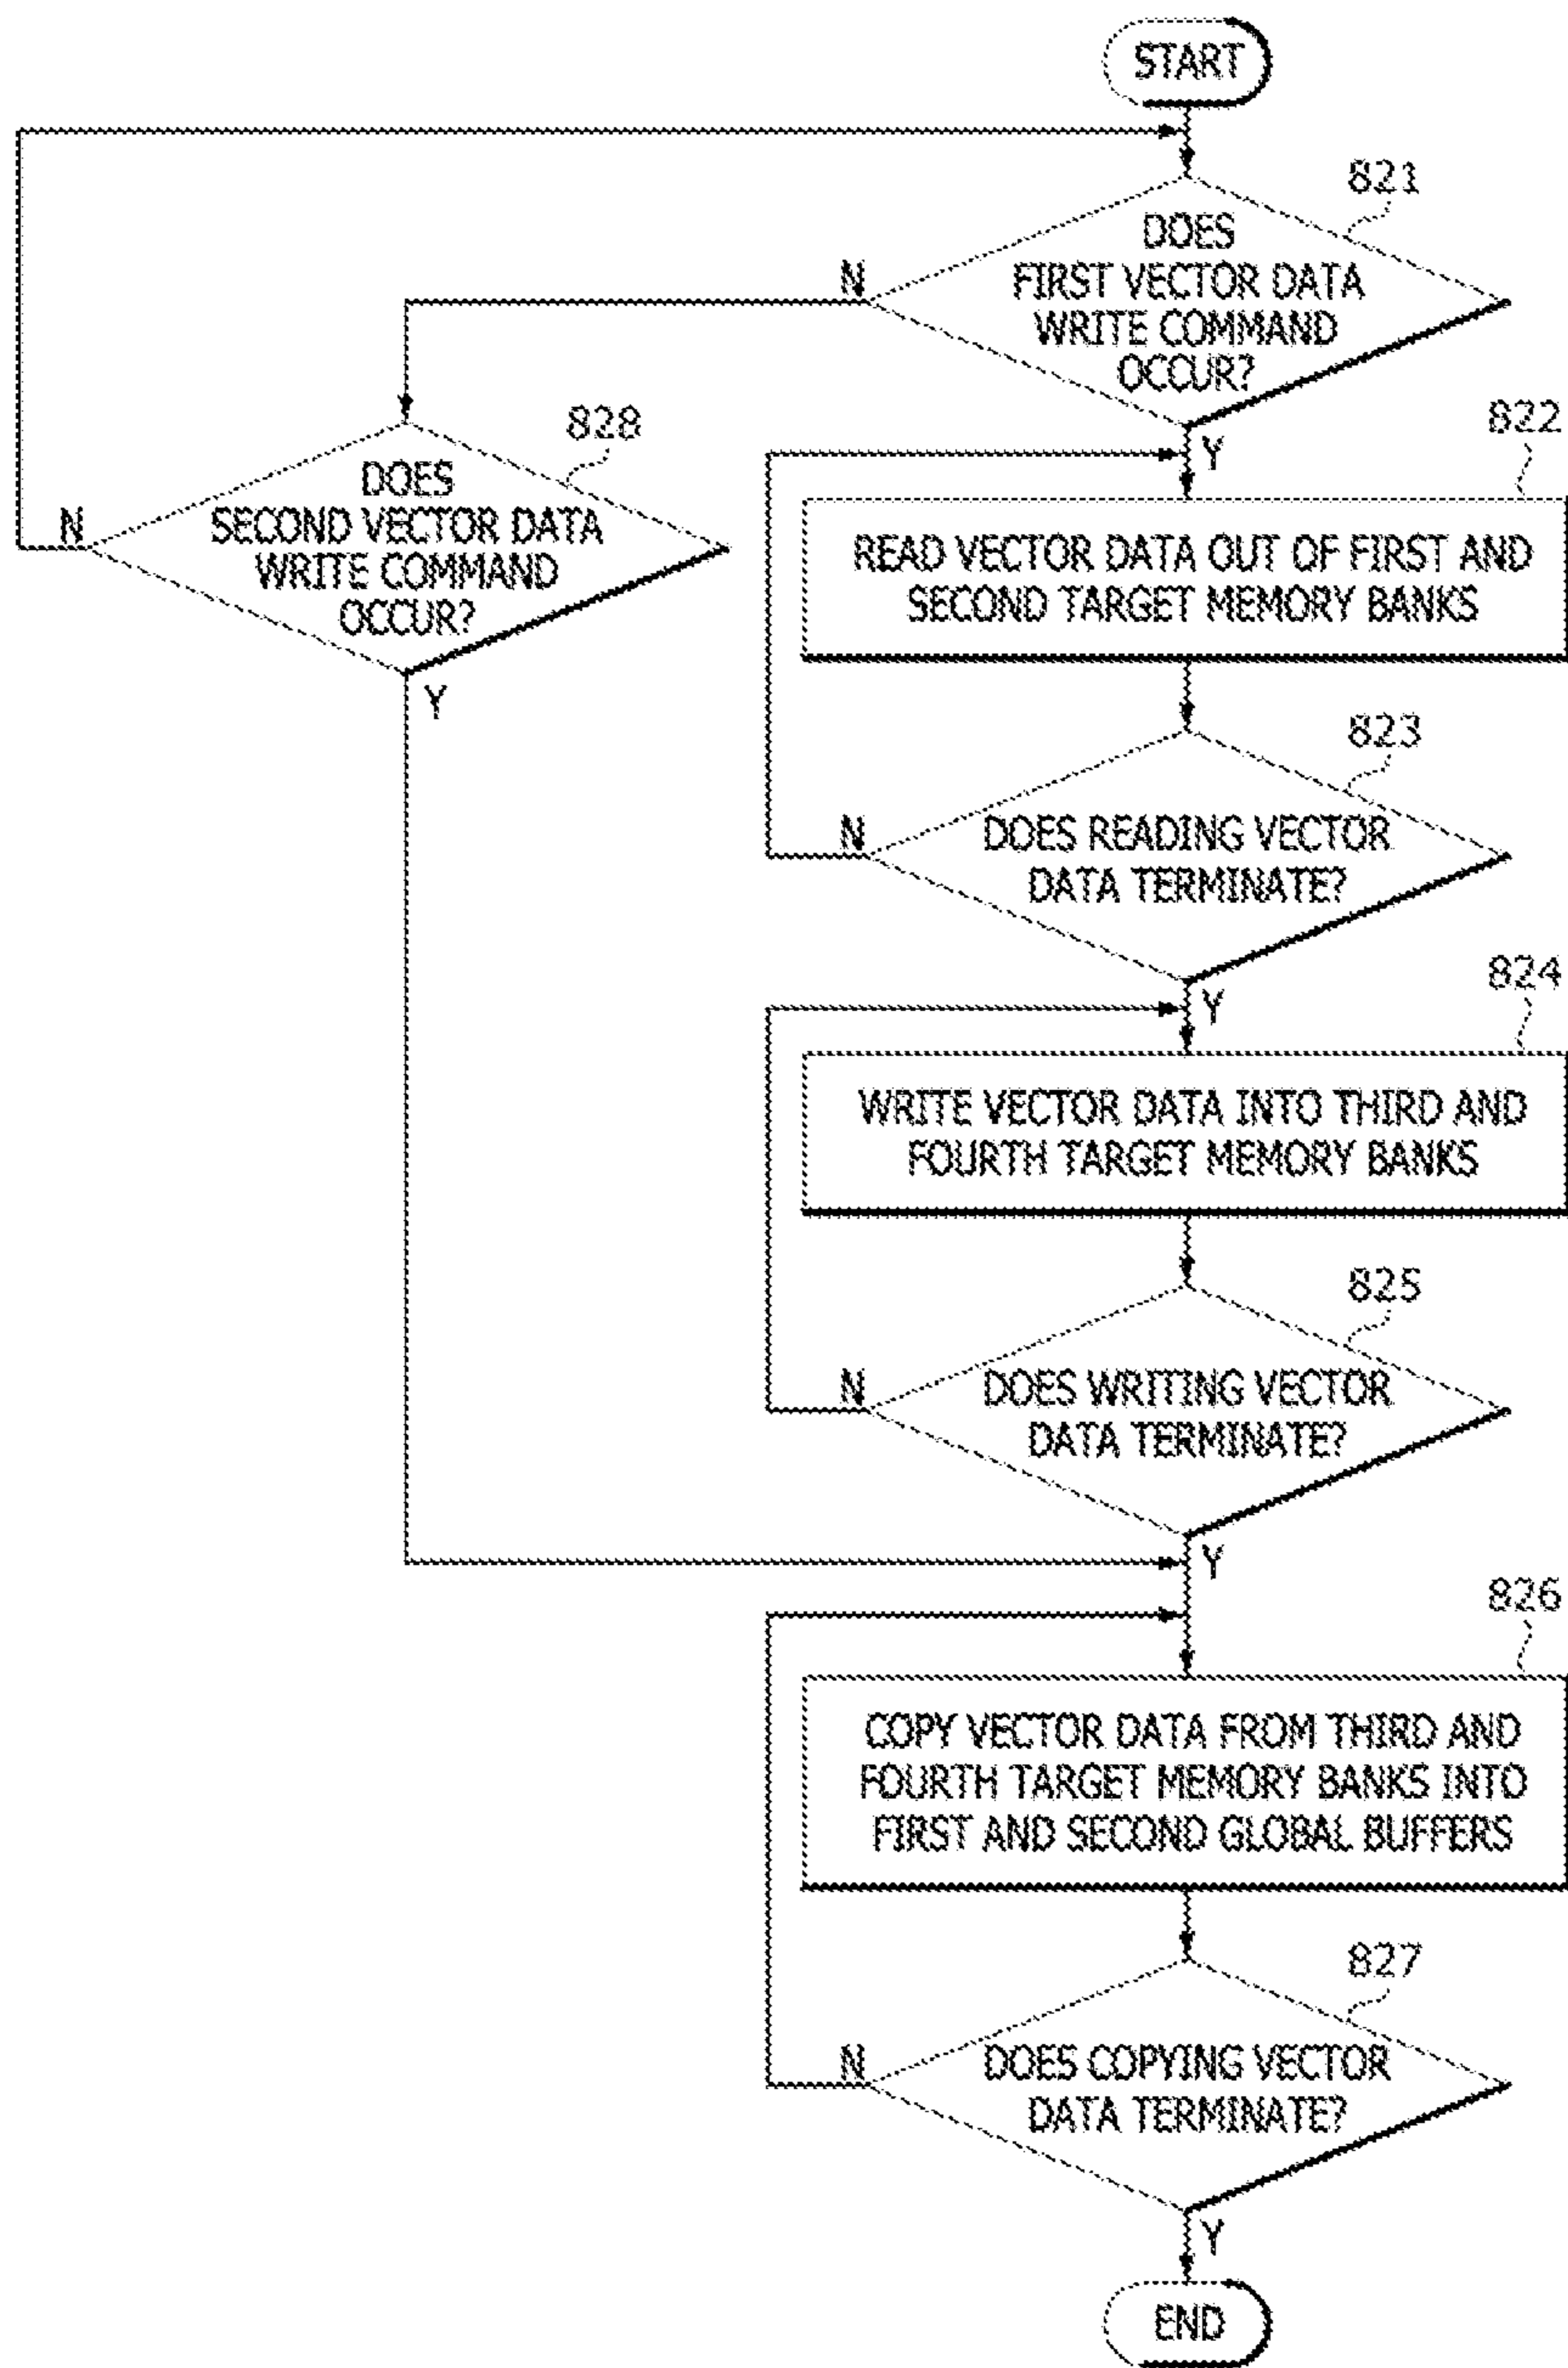 START
821
DOES
FIRST VECTOR DATA
WRITE COMMAND
OCCUR?
N
Y
828
DOES
SECOND VECTOR DATA
WRITE COMMAND
OCCUR?
N
Y
822
READ VECTOR DATA OUT OF FIRST AND
SECOND TARGET MEMORY BANKS
823
DOES READING VECTOR
DATA TERMINATE?
N
Y
824
WRITE VECTOR DATA INTO THIRD AND
FOURTH TARGET MEMORY BANKS
825
DOES WRITING VECTOR
DATA TERMINATE?
N
Y
826
COPY VECTOR DATA FROM THIRD AND
FOURTH TARGET MEMORY BANKS INTO
FIRST AND SECOND GLOBAL BUFFERS
827
DOES COPYING VECTOR
DATA TERMINATE?
N
Y
END